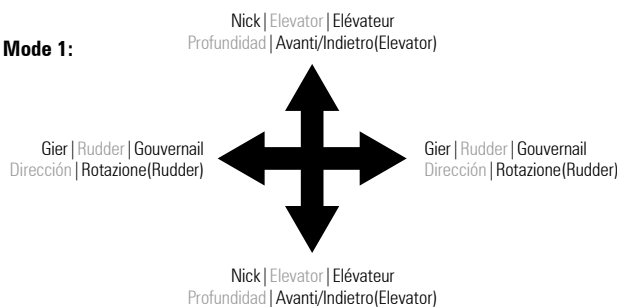 Nick | Elevator | Elévateur
Profundidad | Avanti/Indietro(Elevator)
Mode 1:
Gier | Rudder | Gouvernail
Dirección | Rotazione(Rudder)
Gier | Rudder | Gouvernail
Dirección | Rotazione(Rudder)
Nick | Elevator | Elévateur
Profundidad | Avanti/Indietro(Elevator)